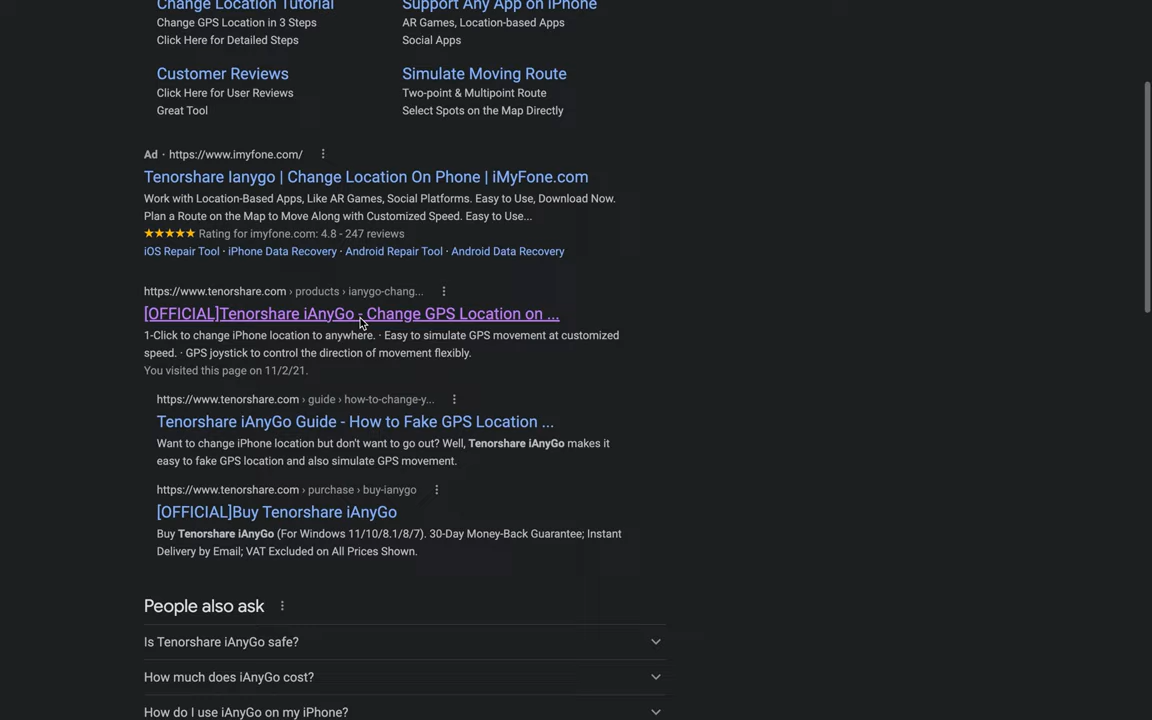 Change Location Tutorial
Support Any App on iPhone
Change GPS Location in 3 Steps
AR Games, Location-based Apps
Click Here for Detailed Steps
Social Apps
Customer Reviews
Simulate Moving Route
Click Here for User Reviews
Two-point & Multipoint Route
Great Tool
Select Spots on the Map Directly
Ad · https://www.imyfone.com/
Tenorshare Ianygo | Change Location On Phone | iMyFone.com
Work with Location-Based Apps, Like AR Games, Social Platforms. Easy to Use, Download Now.
Plan a Route on the Map to Move Along with Customized Speed. Easy to Use...
★★★★★ Rating for imyfone.com: 4.8 - 247 reviews
iOS Repair Tool · iPhone Data Recovery · Android Repair Tool · Android Data Recovery
https://www.tenorshare.com › products › ianygo-chang...
[OFFICIAL]Tenorshare iAnyGo - Change GPS Location on ...
1-Click to change iPhone location to anywhere. · Easy to simulate GPS movement at customized
speed. · GPS joystick to control the direction of movement flexibly.
You visited this page on 11/2/21.
https://www.tenorshare.com › guide › how-to-change-y...
Tenorshare iAnyGo Guide - How to Fake GPS Location ...
Want to change iPhone location but don't want to go out? Well, Tenorshare iAnyGo makes it
easy to fake GPS location and also simulate GPS movement.
https://www.tenorshare.com › purchase › buy-ianygo
[OFFICIAL]Buy Tenorshare iAnyGo
Buy Tenorshare iAnyGo (For Windows 11/10/8.1/8/7). 30-Day Money-Back Guarantee; Instant
Delivery by Email; VAT Excluded on All Prices Shown.
People also ask
Is Tenorshare iAnyGo safe?
How much does iAnyGo cost?
How do I use iAnyGo on my iPhone?